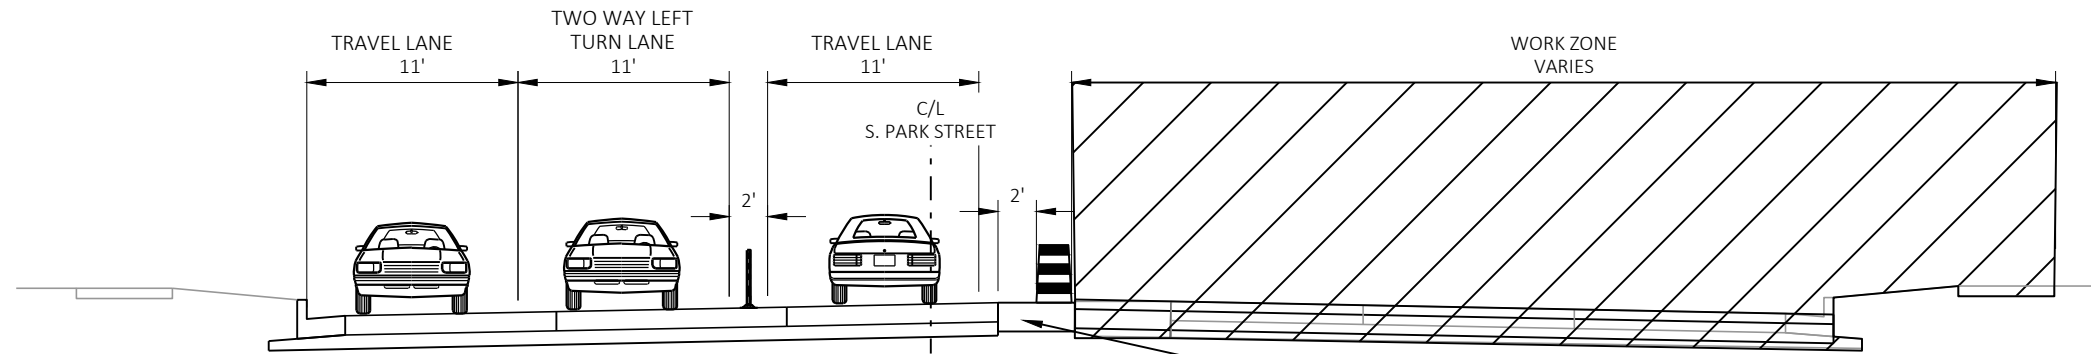 TWO WAY LEFT
TURN LANE
11'
TRAVEL LANE
11'
TRAVEL LANE
11'
WORK ZONE
VARIES
C/L
S. PARK STREET
2'
2'